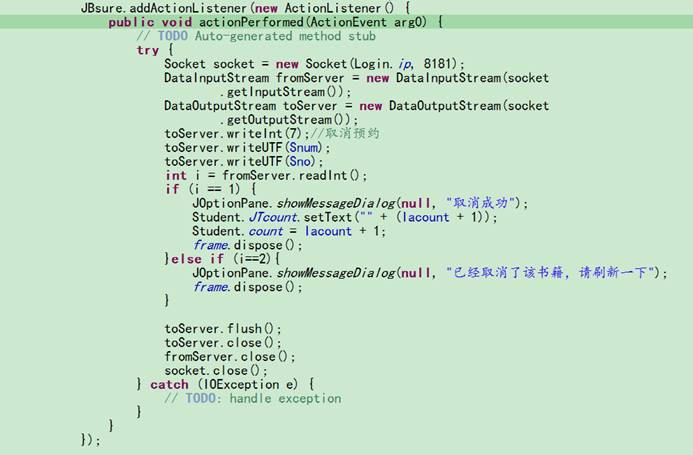 JBsure.addActionListener(new ActionListener() {
public void actionPerformed(ActionEvent arg0) {
// TODO Auto-generated method stub
try {
Socket socket = new Socket(Login.ip, 8181);
DataInputStream fromServer = new DataInputStream(socket
.getInputStream());
DataOutputStream toServer = new DataOutputStream(socket
.getOutputStream());
toServer.writeInt(7);//取消预约
toServer.writeUTF(Snum);
toServer.writeUTF(Sno);
int i = fromServer.readInt();
if (i == 1) {
JOptionPane.showMessageDialog(null, "取消成功");
Student.JTcount.setText("" + (lacount + 1));
Student.count = lacount + 1;
frame.dispose();
}else if (i==2){
JOptionPane.showMessageDialog(null, "已经取消了该书籍，请刷新一下");
frame.dispose();
}
toServer.flush();
toServer.close();
fromServer.close();
socket.close();
} catch (IOException e) {
// TODO: handle exception
}
}
});